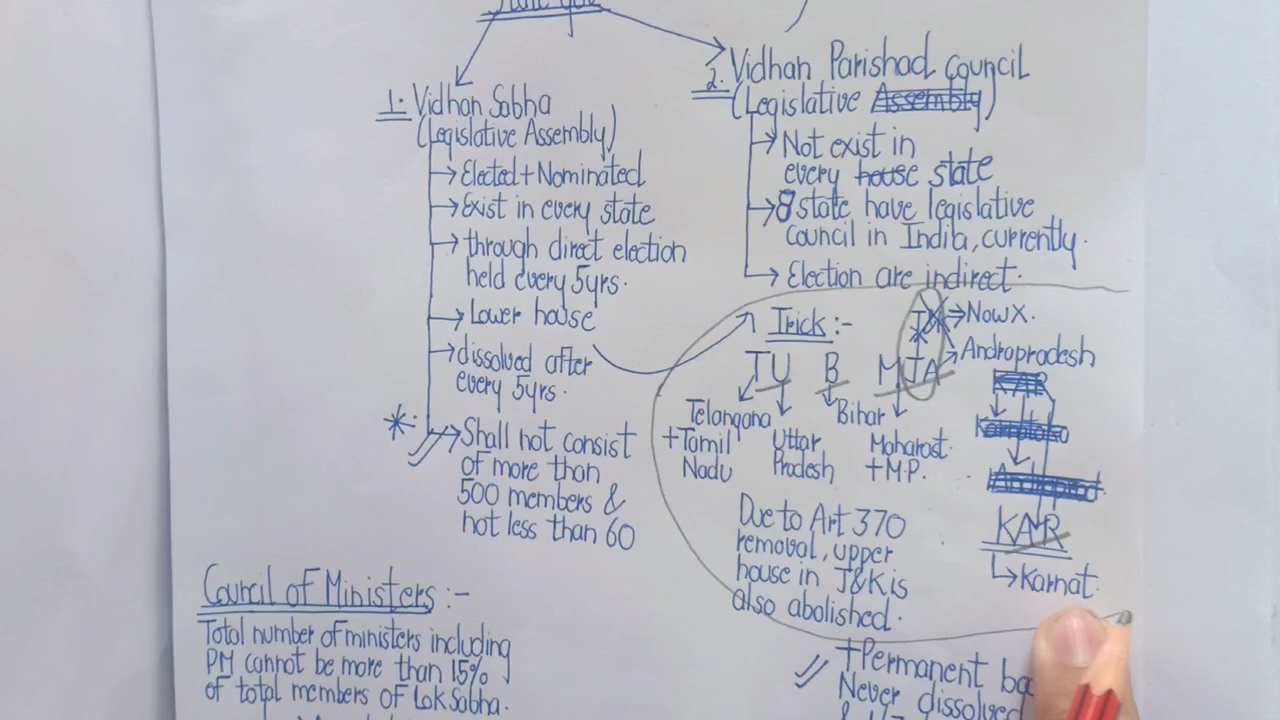 1. Vidhan Sabha
(Legislative Assembly)
→ Elected + Nominated
→ Exist in every state
→ through direct election
held every 5yrs.
→ Lower house
→ dissolved after
every 5yrs.
*: → Shall not consist
of more than
500 members &
not less than 60
Council of Ministers :-
Total number of ministers including
PM cannot be more than 15%
of total members of Lok Sabha.
2. Vidhan Parishad Council
(Legislative Assembly)
→ Not exist in
every house state
→ 8 state have legislative
council in India, currently.
→ Election are indirect.
Trick :-
→ Now X.
→ Andropradesh
TU B MJA
Telangana
+Tamil
Nadu
Uttar
Pradesh
Bihar
Maharast.
+M.P.
KAR
KAR
→ Karnat.
Due to Art 370
removal, upper
house in J&K is
also abolished.
+Permanent
Never dissolved